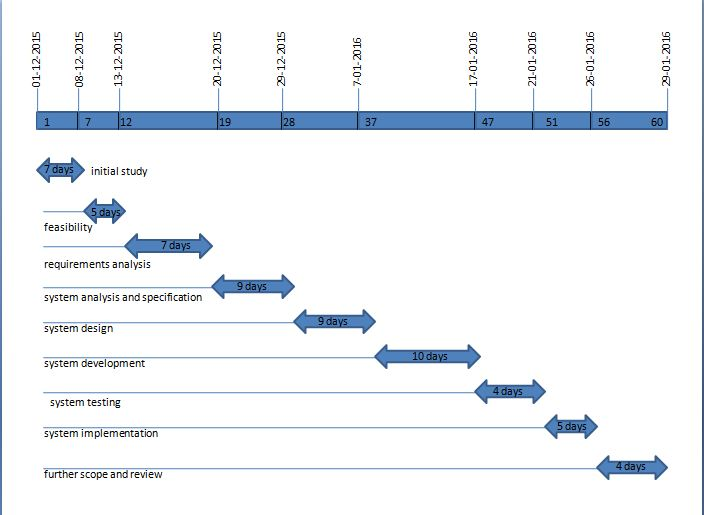 01-12-2015
08-12-2015
13-12-2015
20-12-2015
29-12-2015
7-01-2016
17-01-2016
21-01-2016
26-01-2016
29-01-2016
1 7 12 19 28 37 47 51 56 60
7 days initial study
5 days
feasibility
7 days
requirements analysis
9 days
system analysis and specification
9 days
system design
10 days
system development
4 days
system testing
5 days
system implementation
4 days
further scope and review